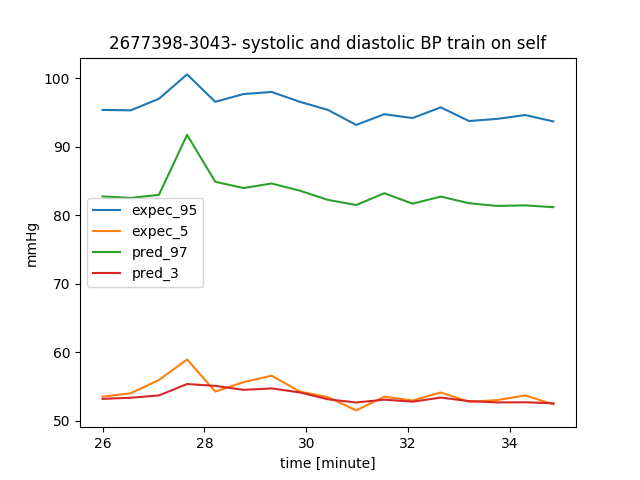 2677398-3043- systolic and diastolic BP train on self
100
90
80
70
60
50
mmHg
expec_95
expec_5
pred_97
pred_3
26
28
30
32
34
time [minute]